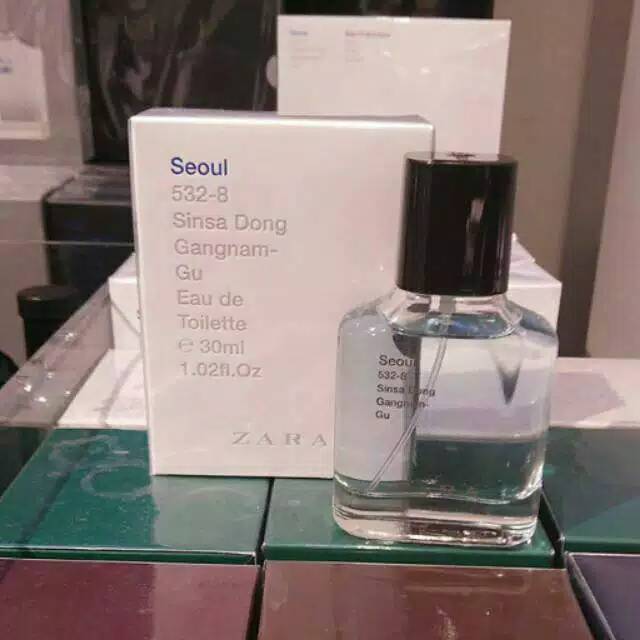 Seoul
532-8
Sinsa Dong
Gangnam-
Gu
Eau de
Toilette
℮ 30ml
1.02fl.Oz
ZARA
Seoul
532-8
Sinsa Dong
Gangnam-
Gu